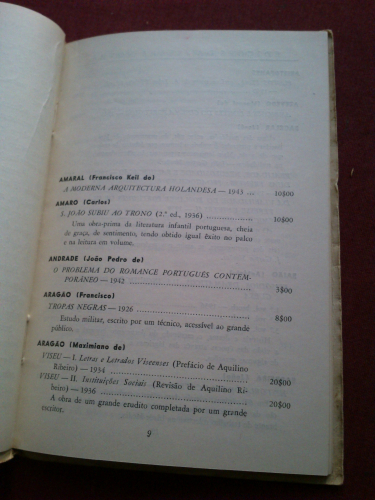 AMARAL (Francisco Keil do)
A MODERNA ARQUITECTURA HOLANDESA — 1943 ... 10$00
AMARO (Carlos)
S. JOÃO SUBIU AO TRONO (2.ª ed., 1936) .................... 10$00
Uma obra-prima da literatura infantil portuguesa, cheia
de graça, de sentimento, tendo obtido igual êxito no palco
e na leitura em volume.
ANDRADE (João Pedro de)
O PROBLEMA DO ROMANCE PORTUGUÊS CONTEM-
PORÂNEO — 1942 .................... 3$00
ARAGÃO (Francisco)
TROPAS NEGRAS — 1926 .................... 8$00
Estudo militar, escrito por um técnico, acessível ao grande
público.
ARAGÃO (Maximiano de)
VISEU — I. Letras e Letrados Viseenses (Prefácio de Aquilino
Ribeiro) — 1934 .................... 20$00
VISEU — II. Instituições Sociais (Revisão de Aquilino Ri-
beiro) — 1936 .................... 20$00
A obra de um grande erudito completada por um grande
escritor.
9